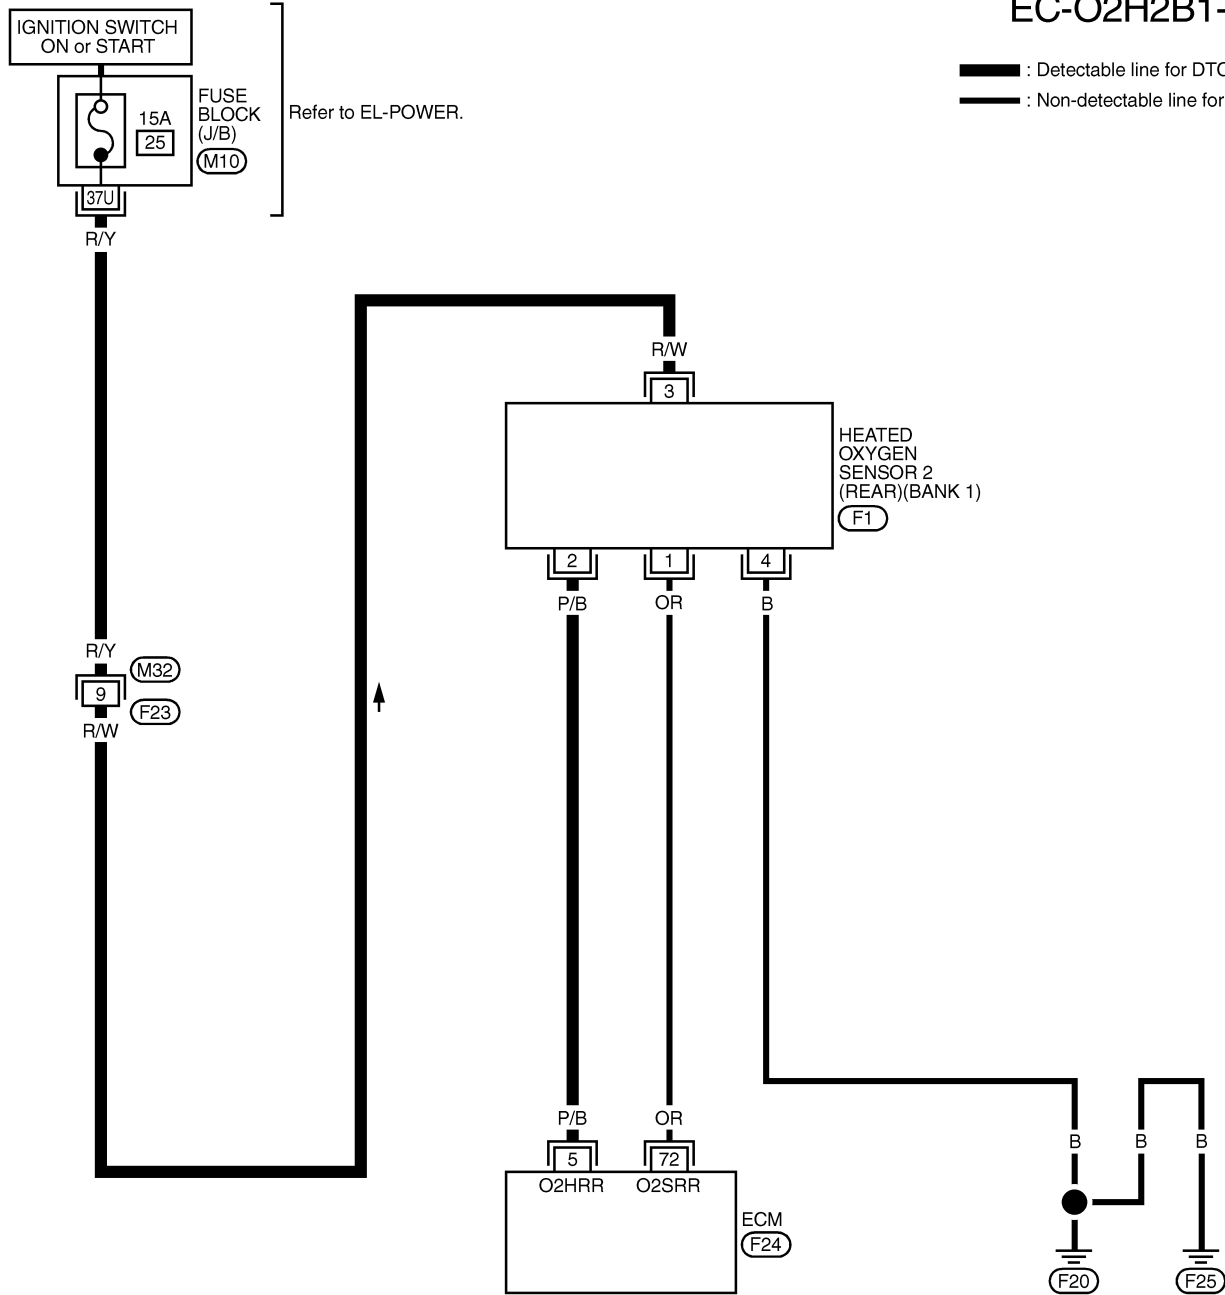 EC-O2H2B1-
: Detectable line for DTC
: Non-detectable line for
IGNITION SWITCH
ON or START
FUSE
BLOCK
(J/B)
M10
15A
25
Refer to EL-POWER.
37U
R/Y
R/W
3
HEATED
OXYGEN
SENSOR 2
(REAR)(BANK 1)
F1
2
1
4
P/B
OR
B
R/Y
M32
9
F23
R/W
P/B
OR
5
72
O2HRR
O2SRR
ECM
F24
B
B
B
F20
F25